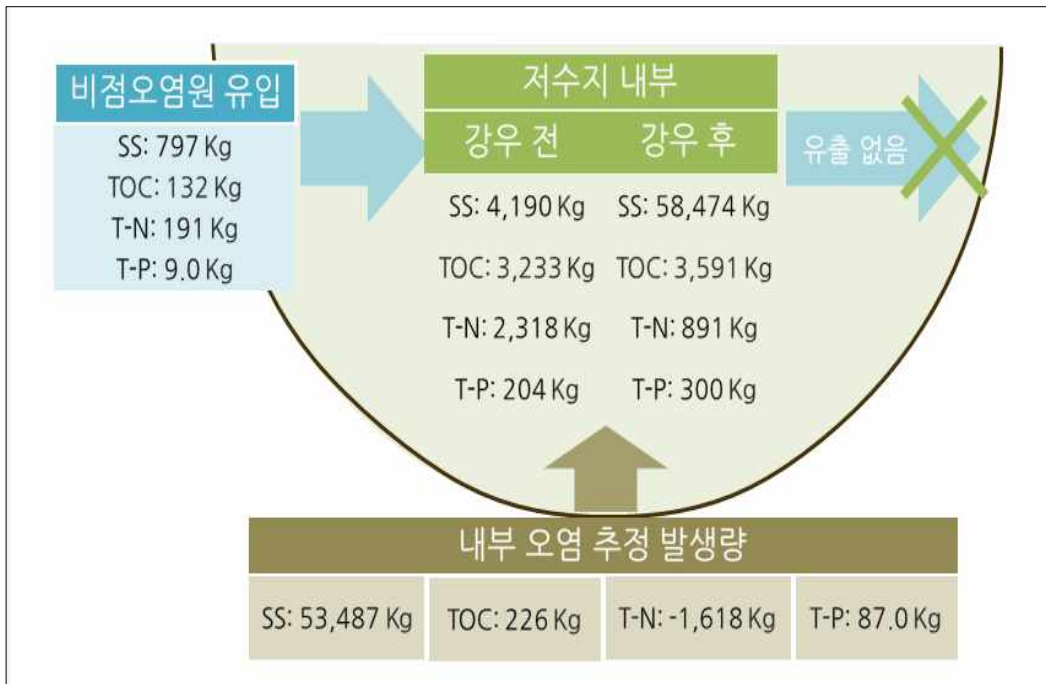 비점오염원 유입
SS: 797 Kg
TOC: 132 Kg
T-N: 191 Kg
T-P: 9.0 Kg
저수지 내부
강우 전 강우 후
SS: 4,190 Kg SS: 58,474 Kg
TOC: 3,233 Kg TOC: 3,591 Kg
T-N: 2,318 Kg T-N: 891 Kg
T-P: 204 Kg T-P: 300 Kg
유출 없음
내부 오염 추정 발생량
SS: 53,487 Kg TOC: 226 Kg T-N: -1,618 Kg T-P: 87.0 Kg